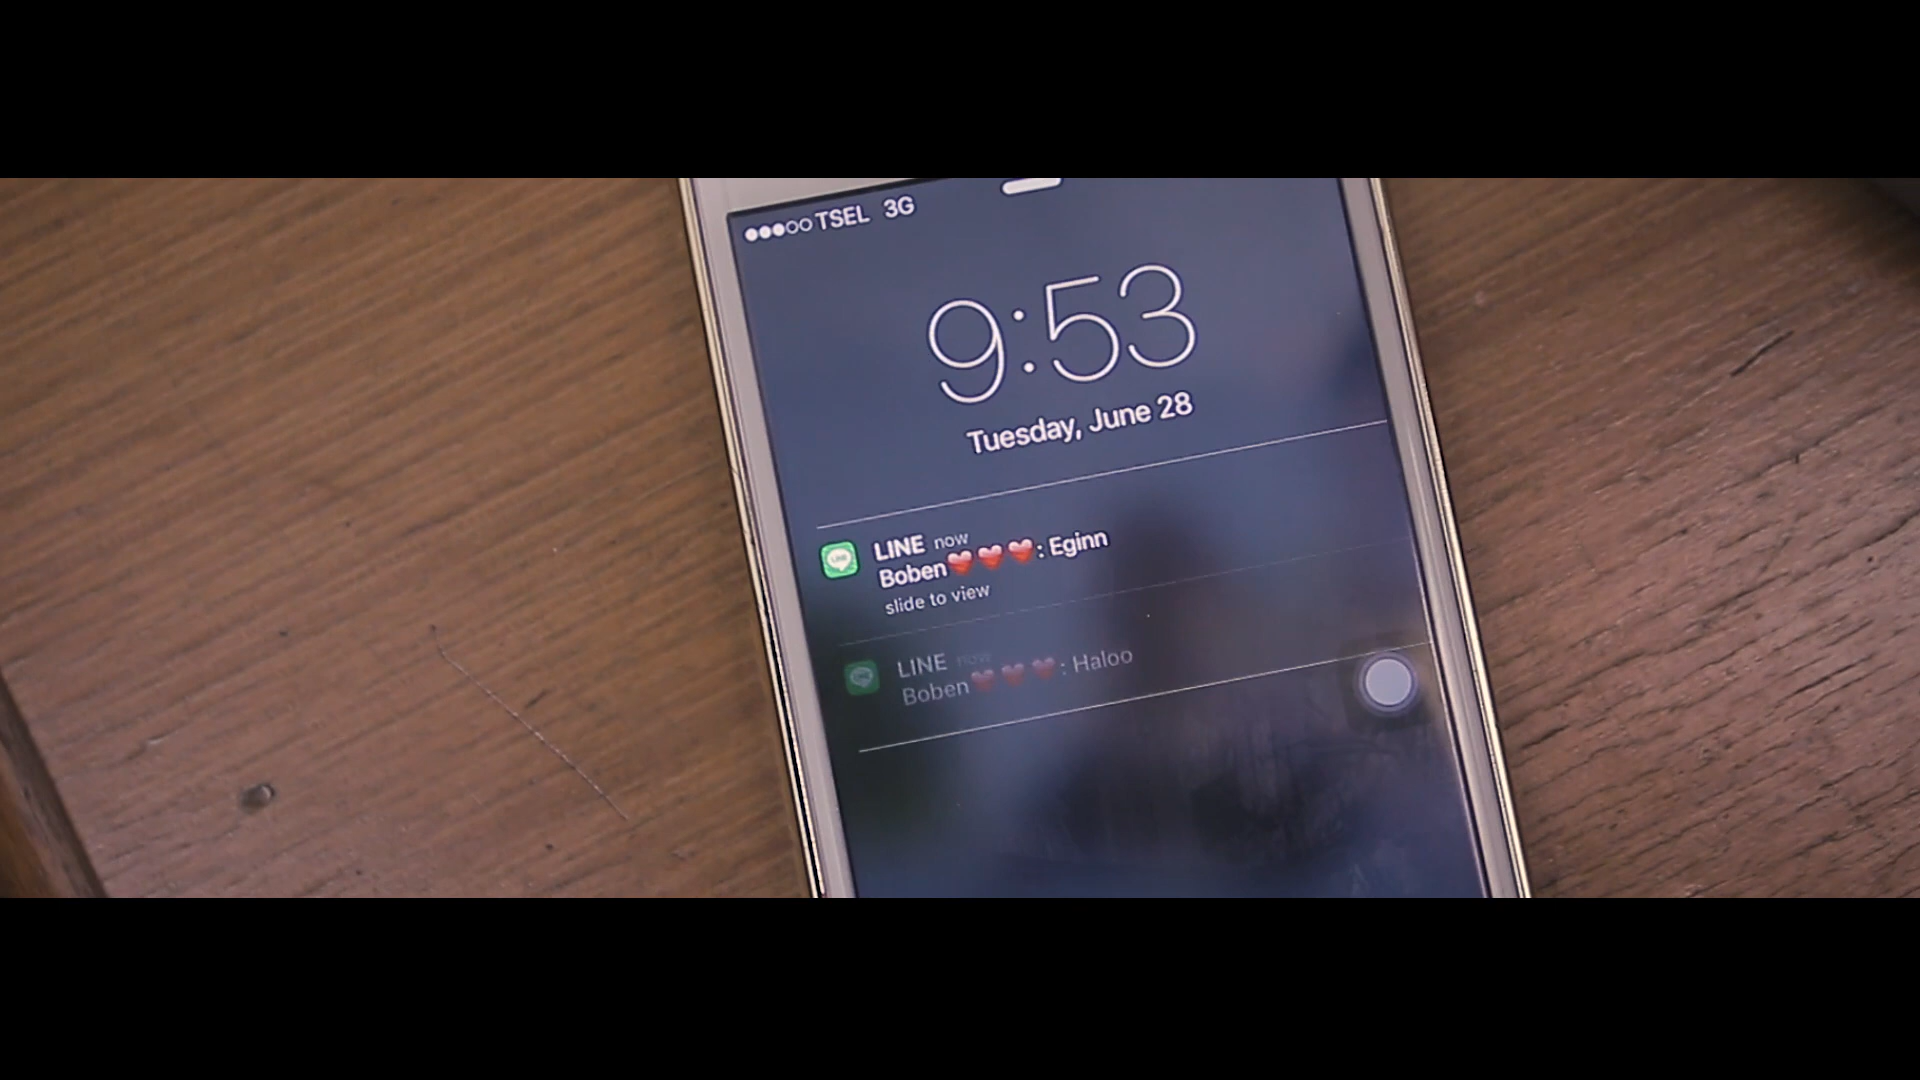 TSEL 3G
9:53
Tuesday, June 28
LINE now
Boben❤️❤️❤️: Eginn
slide to view
LINE now
Boben❤️❤️❤️: Haloo